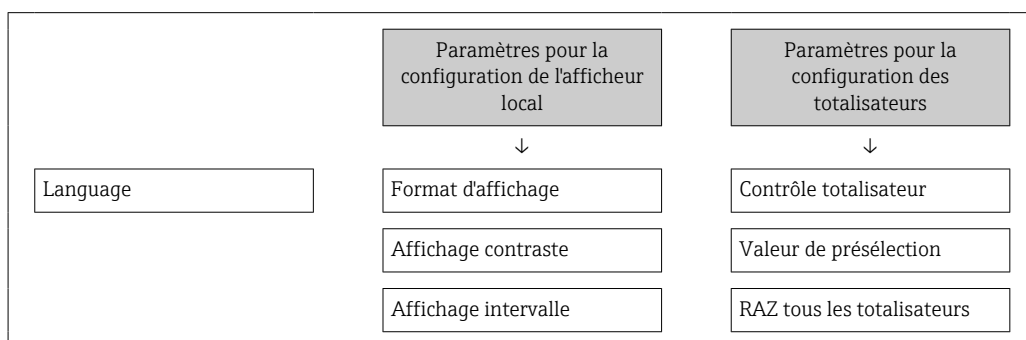 Paramètres pour la
configuration de l'afficheur
local
Paramètres pour la
configuration des
totalisateurs
↓
↓
Language
Format d'affichage
Contrôle totalisateur
Affichage contraste
Valeur de présélection
Affichage intervalle
RAZ tous les totalisateurs